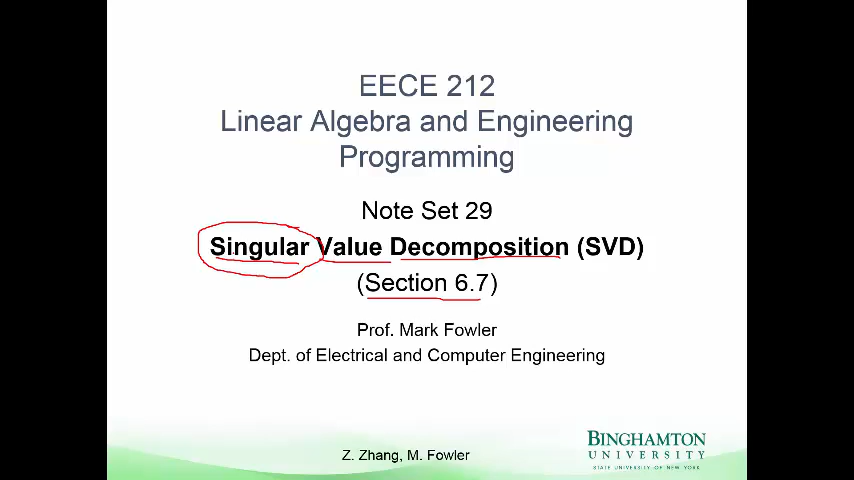 EECE 212
Linear Algebra and Engineering
Programming
Note Set 29
Singular Value Decomposition (SVD)
(Section 6.7)
Prof. Mark Fowler
Dept. of Electrical and Computer Engineering
Z. Zhang, M. Fowler
BINGHAMTON
UNIVERSITY
STATE UNIVERSITY OF NEW YORK